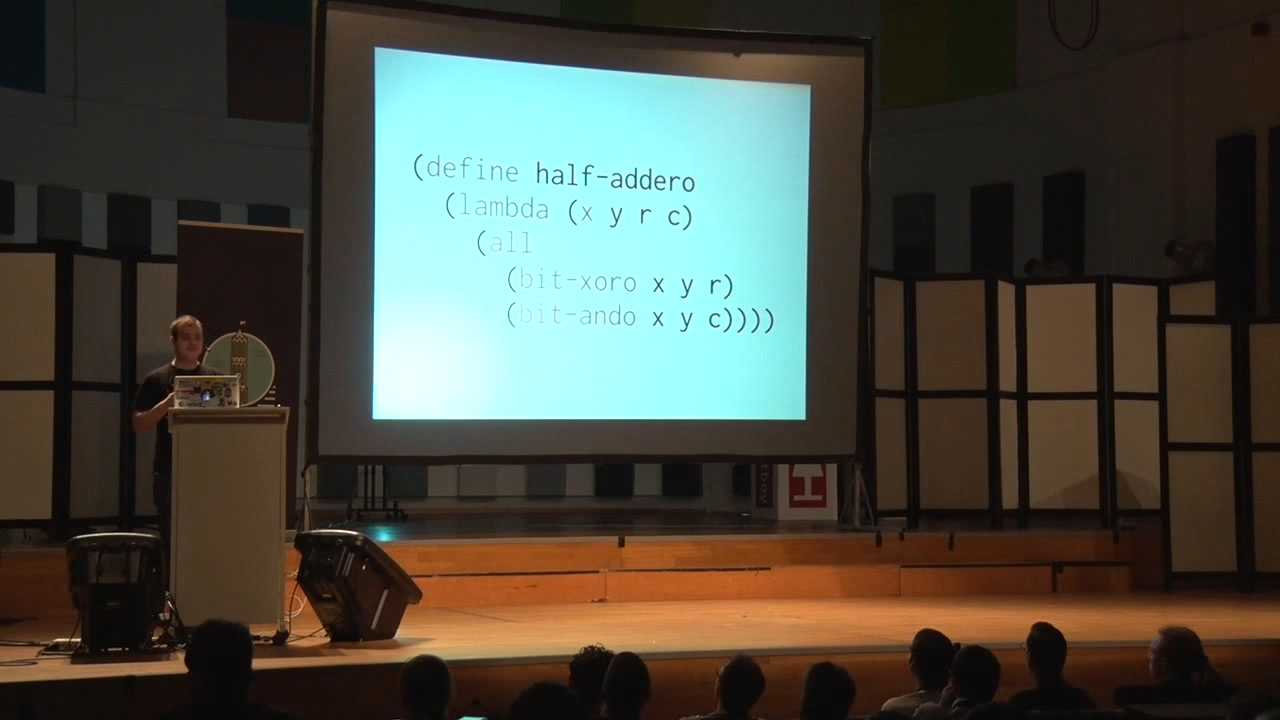 (define half-addero
(lambda (x y r c)
(all
(bit-xoro x y r)
(bit-ando x y c))))
H